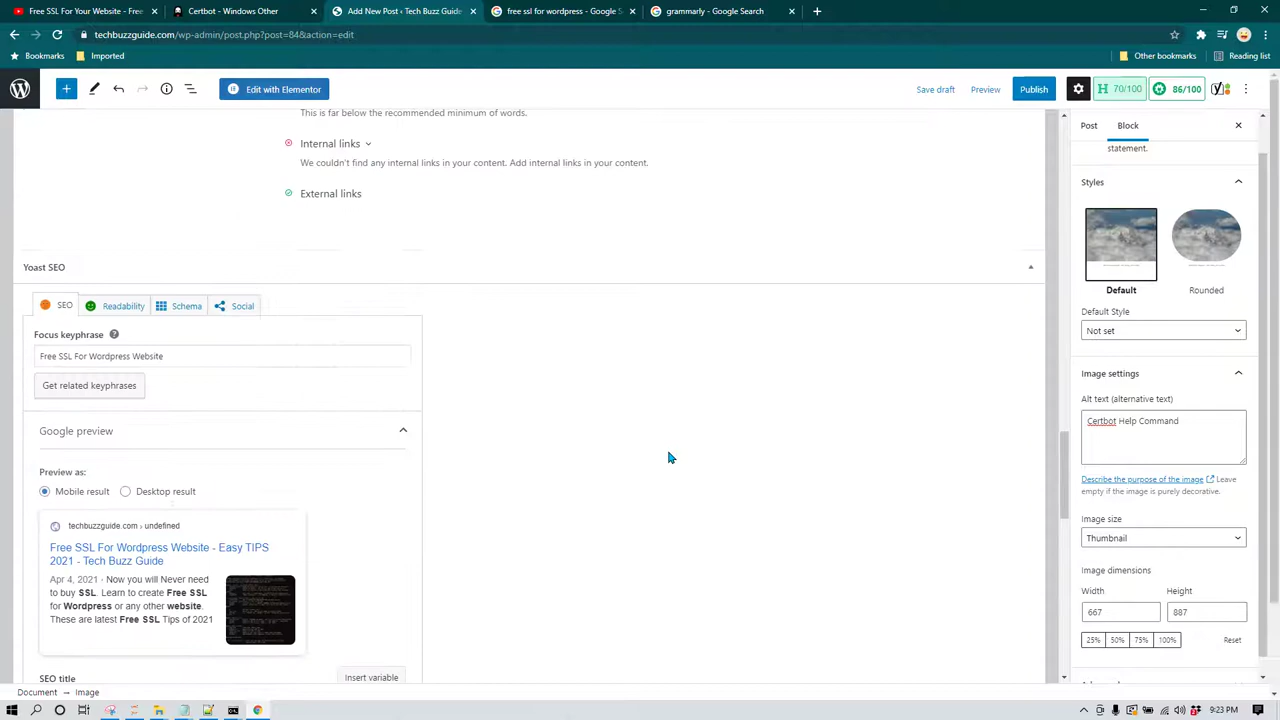 Free SSL For Your Website - Free
Certbot - Windows Other
Add New Post ‹ Tech Buzz Guide
free ssl for wordpress - Google S
grammarly - Google Search
techbuzzguide.com/wp-admin/post.php?post=84&action=edit
Bookmarks
Imported
Other bookmarks
Reading list
Edit with Elementor
Save draft
Preview
Publish
H 70/100
86/100
This is far below the recommended minimum of words.
Internal links
We couldn't find any internal links in your content. Add internal links in your content.
External links
Yoast SEO
SEO
Readability
Schema
Social
Focus keyphrase
Free SSL For Wordpress Website
Get related keyphrases
Google preview
Preview as:
Mobile result
Desktop result
techbuzzguide.com › undefined
Free SSL For Wordpress Website - Easy TIPS
2021 - Tech Buzz Guide
Apr 4, 2021 · Now you will Never need
to buy SSL. Learn to create Free SSL
for Wordpress or any other website.
These are latest Free SSL Tips of 2021
SEO title
Insert variable
Document → Image
Post
Block
statement.
Styles
Default
Rounded
Default Style
Not set
Image settings
Alt text (alternative text)
Certbot Help Command
Describe the purpose of the image Leave
empty if the image is purely decorative.
Image size
Thumbnail
Image dimensions
Width
Height
667
887
25%
50%
75%
100%
Reset
9:23 PM